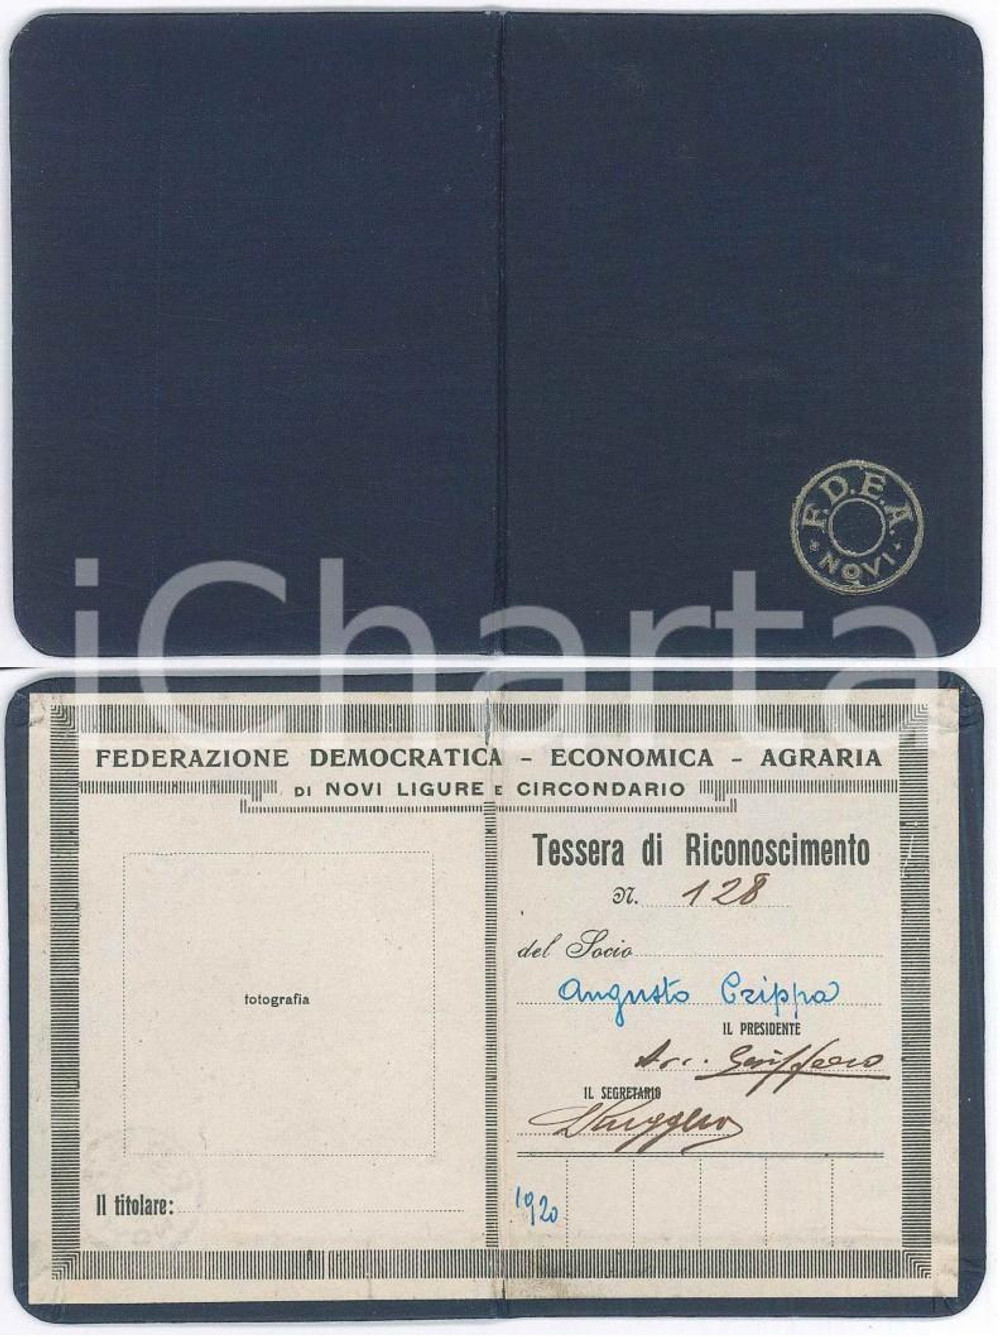 F.D.E.A.
NOVI
iCharta
FEDERAZIONE DEMOCRATICA - ECONOMICA - AGRARIA
DI NOVI LIGURE E CIRCONDARIO
fotografia
Il titolare:
Tessera di Riconoscimento
N. 128
del Socio
Augusto Crippa
IL PRESIDENTE
IL SEGRETARIO
1920